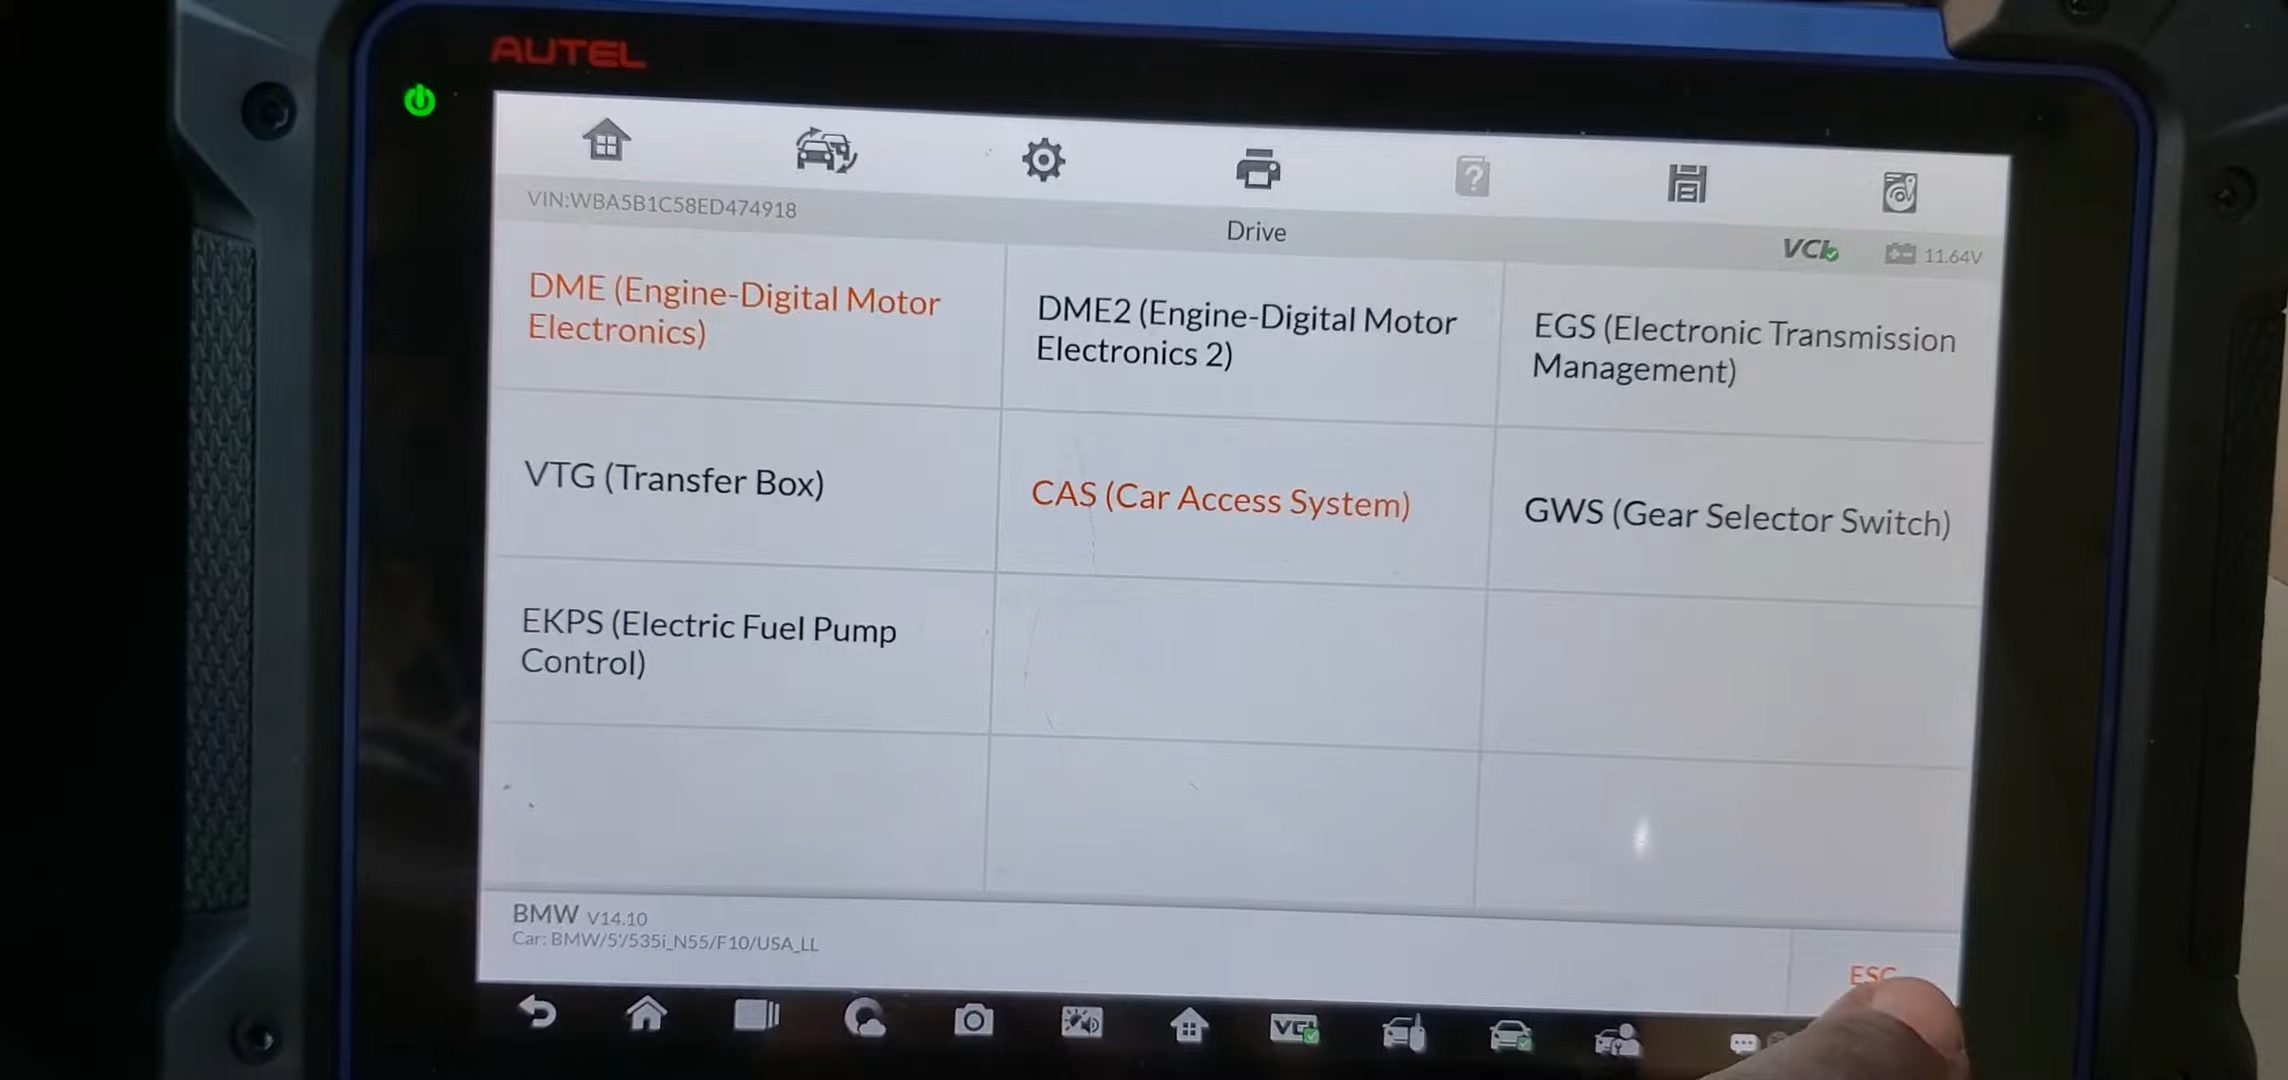 AUTEL
VIN:WBA5B1C58ED474918
Drive
VCI
11.64V
DME (Engine-Digital Motor
Electronics)
DME2 (Engine-Digital Motor
Electronics 2)
EGS (Electronic Transmission
Management)
VTG (Transfer Box)
CAS (Car Access System)
GWS (Gear Selector Switch)
EKPS (Electric Fuel Pump
Control)
BMW V14.10
Car: BMW/5'/535i_N55/F10/USA_LL
ESC
VCI